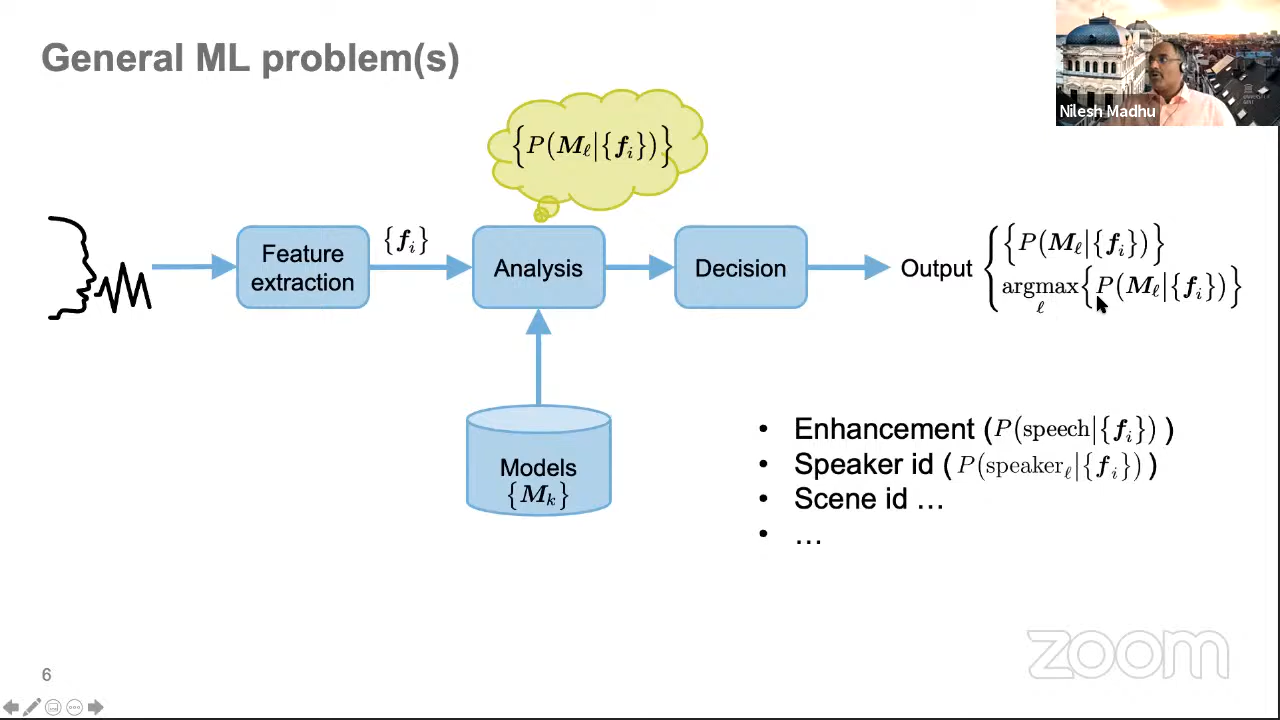 General ML problem(s)
Nilesh Madhu
{P(M_ℓ|{f_i})}
Feature
extraction
{f_i}
Analysis
Decision
Output
{P(M_ℓ|{f_i})}
argmax{P(M_ℓ|{f_i})}
ℓ
Models
{M_k}
• Enhancement (P(speech|{f_i}) )
• Speaker id ( P(speaker_ℓ|{f_i}) )
• Scene id …
• …
zoom
6